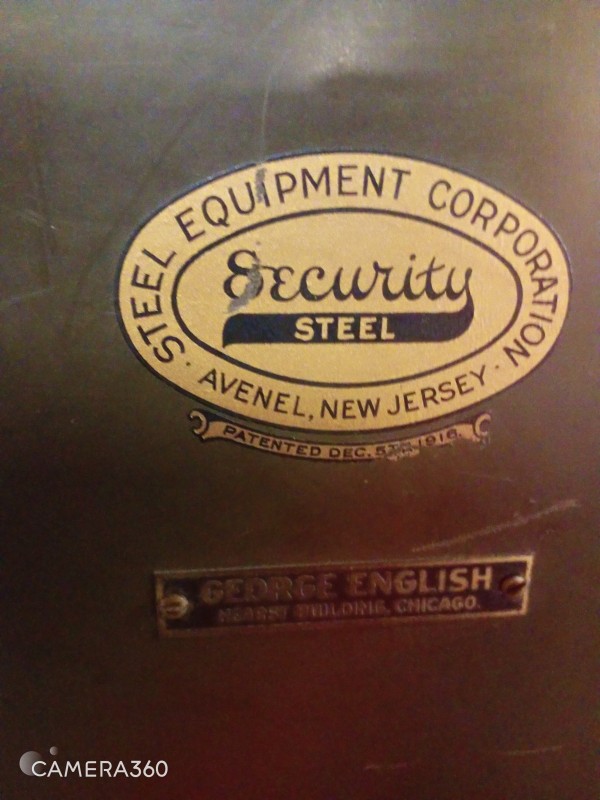 STEEL EQUIPMENT CORPORATION
Security
STEEL
· AVENEL, NEW JERSEY ·
PATENTED DEC. 5TH 1916.
GEORGE ENGLISH
HEARST BUILDING, CHICAGO.
CAMERA360